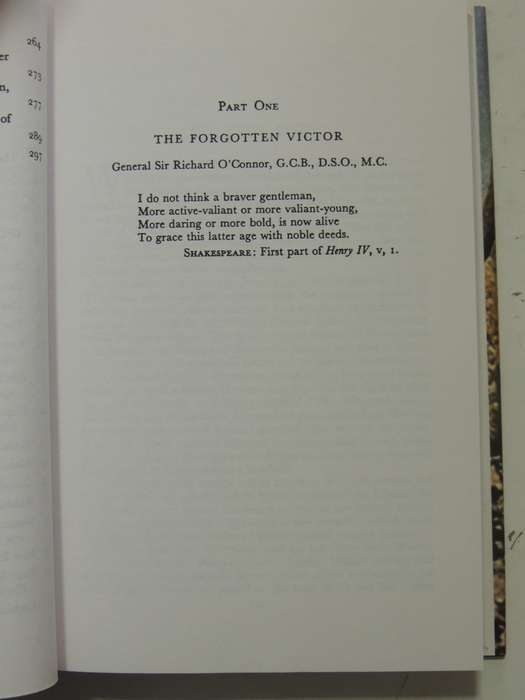 264
er
273
n,
277
of
289
297
PART ONE
THE FORGOTTEN VICTOR
General Sir Richard O'Connor, G.C.B., D.S.O., M.C.
I do not think a braver gentleman,
More active-valiant or more valiant-young,
More daring or more bold, is now alive
To grace this latter age with noble deeds.
SHAKESPEARE: First part of Henry IV, v, 1.